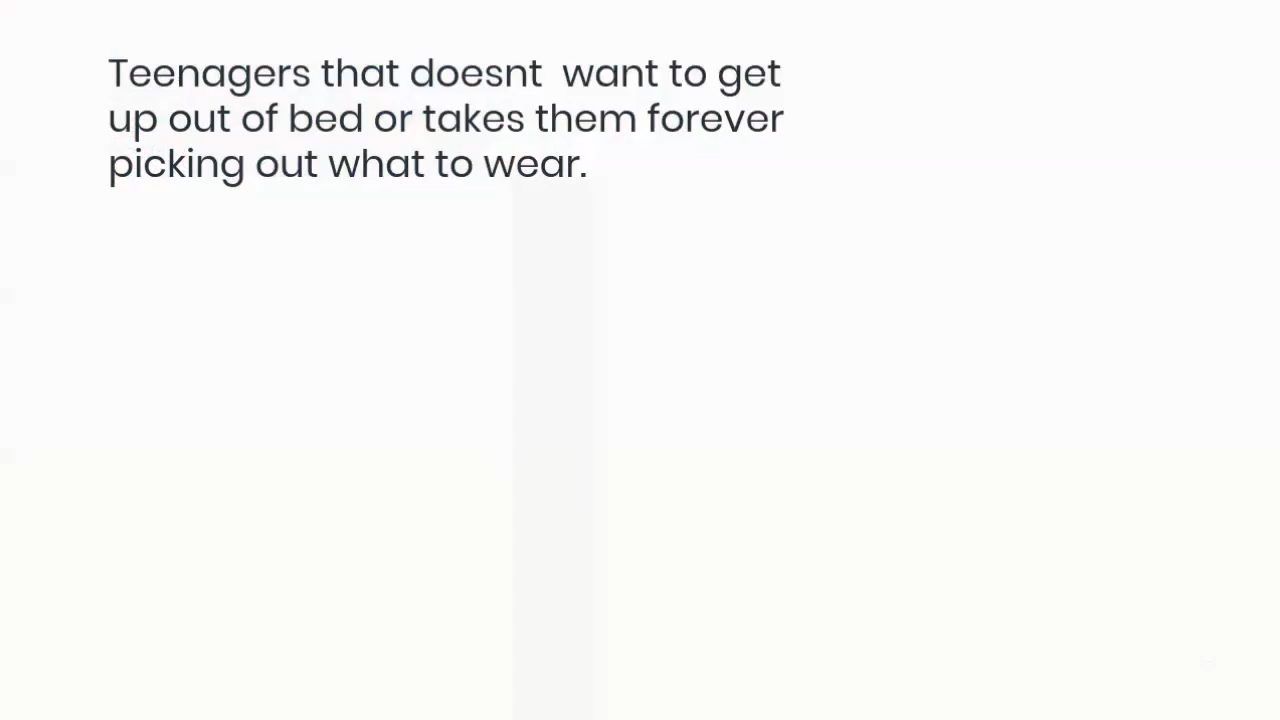 Teenagers that doesnt  want to get
up out of bed or takes them forever
picking out what to wear.